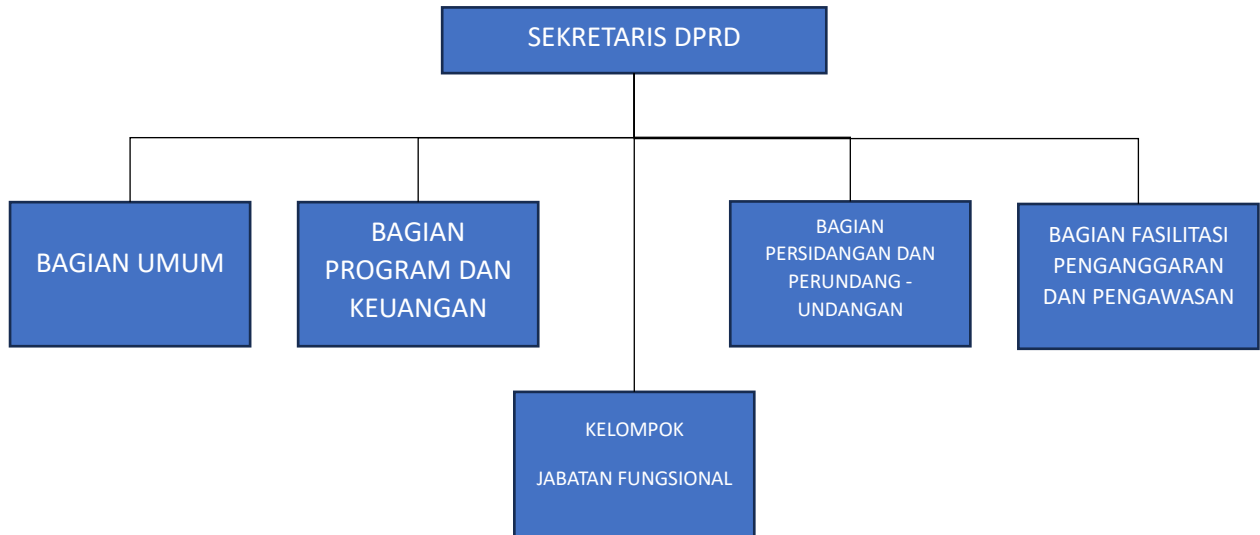 SEKRETARIS DPRD
BAGIAN UMUM
BAGIAN
PROGRAM DAN
KEUANGAN
BAGIAN
PERSIDANGAN DAN
PERUNDANG -
UNDANGAN
BAGIAN FASILITASI
PENGANGGARAN
DAN PENGAWASAN
KELOMPOK
JABATAN FUNGSIONAL